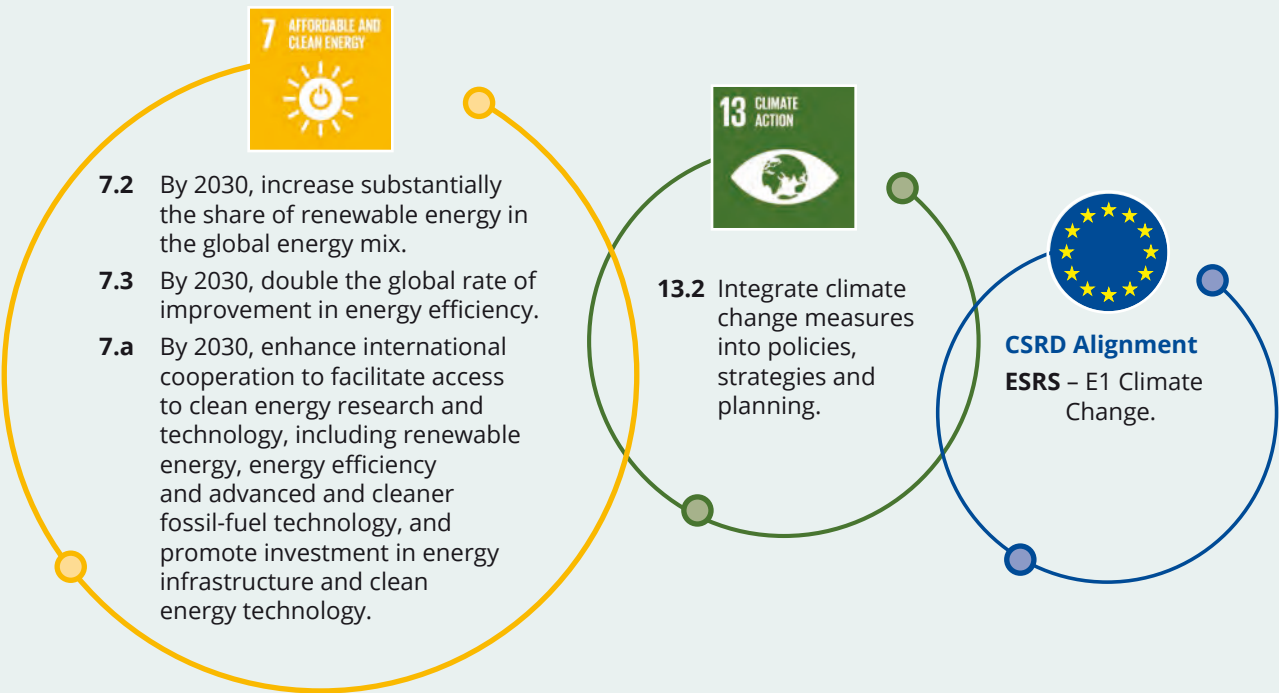 7 AFFORDABLE AND
CLEAN ENERGY
7.2 By 2030, increase substantially
the share of renewable energy in
the global energy mix.
7.3 By 2030, double the global rate of
improvement in energy efficiency.
7.a By 2030, enhance international
cooperation to facilitate access
to clean energy research and
technology, including renewable
energy, energy efficiency
and advanced and cleaner
fossil-fuel technology, and
promote investment in energy
infrastructure and clean
energy technology.
13 CLIMATE
ACTION
13.2 Integrate climate
change measures
into policies,
strategies and
planning.
CSRD Alignment
ESRS – E1 Climate
Change.